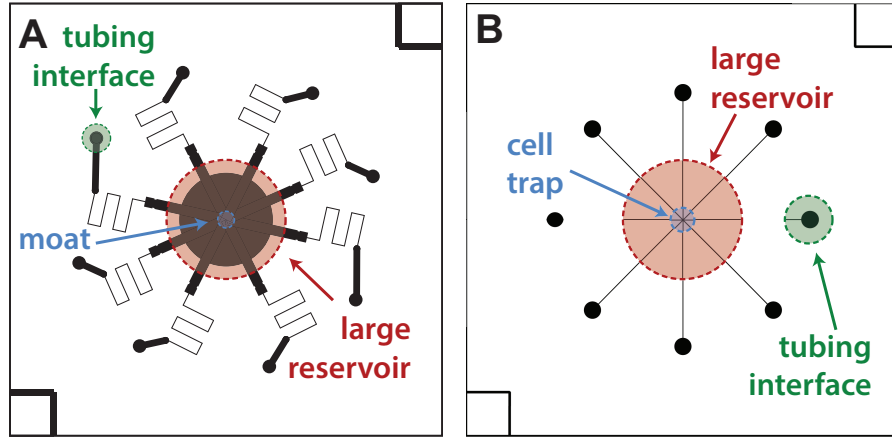 A
tubing
interface
moat
large
reservoir
B
large
reservoir
cell
trap
tubing
interface